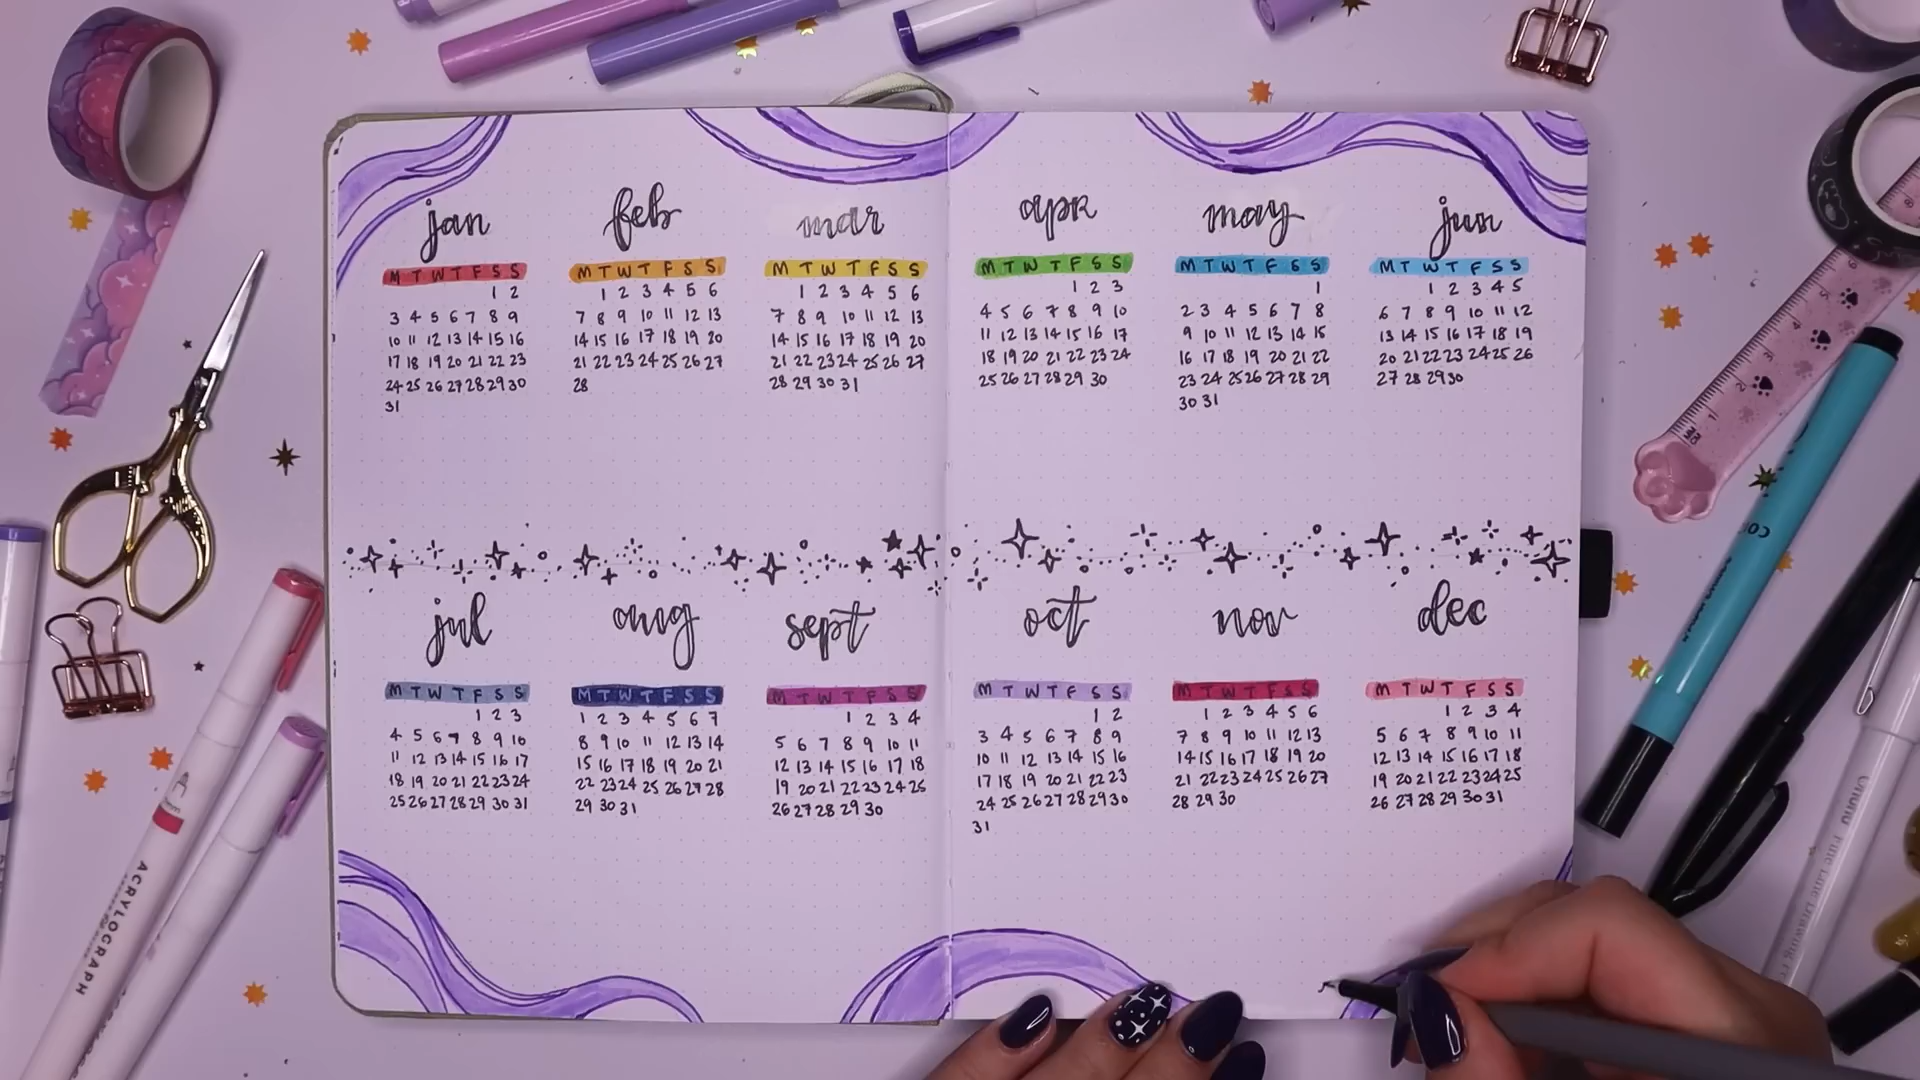 jan
M T W T F S S
1 2
3 4 5 6 7 8 9
10 11 12 13 14 15 16
17 18 19 20 21 22 23
24 25 26 27 28 29 30
31
feb
M T W T F S S
1 2 3 4 5 6
7 8 9 10 11 12 13
14 15 16 17 18 19 20
21 22 23 24 25 26 27
28
mar
M T W T F S S
1 2 3 4 5 6
7 8 9 10 11 12 13
14 15 16 17 18 19 20
21 22 23 24 25 26 27
28 29 30 31
apr
M T W T F S S
1 2 3
4 5 6 7 8 9 10
11 12 13 14 15 16 17
18 19 20 21 22 23 24
25 26 27 28 29 30
may
M T W T F S S
1
2 3 4 5 6 7 8
9 10 11 12 13 14 15
16 17 18 19 20 21 22
23 24 25 26 27 28 29
30 31
jun
M T W T F S S
1 2 3 4 5
6 7 8 9 10 11 12
13 14 15 16 17 18 19
20 21 22 23 24 25 26
27 28 29 30
jul
M T W T F S S
1 2 3
4 5 6 7 8 9 10
11 12 13 14 15 16 17
18 19 20 21 22 23 24
25 26 27 28 29 30 31
aug
M T W T F S S
1 2 3 4 5 6 7
8 9 10 11 12 13 14
15 16 17 18 19 20 21
22 23 24 25 26 27 28
29 30 31
sept
M T W T F S S
1 2 3 4
5 6 7 8 9 10 11
12 13 14 15 16 17 18
19 20 21 22 23 24 25
26 27 28 29 30
oct
M T W T F S S
1 2
3 4 5 6 7 8 9
10 11 12 13 14 15 16
17 18 19 20 21 22 23
24 25 26 27 28 29 30
31
nov
M T W T F S S
1 2 3 4 5 6
7 8 9 10 11 12 13
14 15 16 17 18 19 20
21 22 23 24 25 26 27
28 29 30
dec
M T W T F S S
1 2 3 4
5 6 7 8 9 10 11
12 13 14 15 16 17 18
19 20 21 22 23 24 25
26 27 28 29 30 31
ACRYLOGRAPH